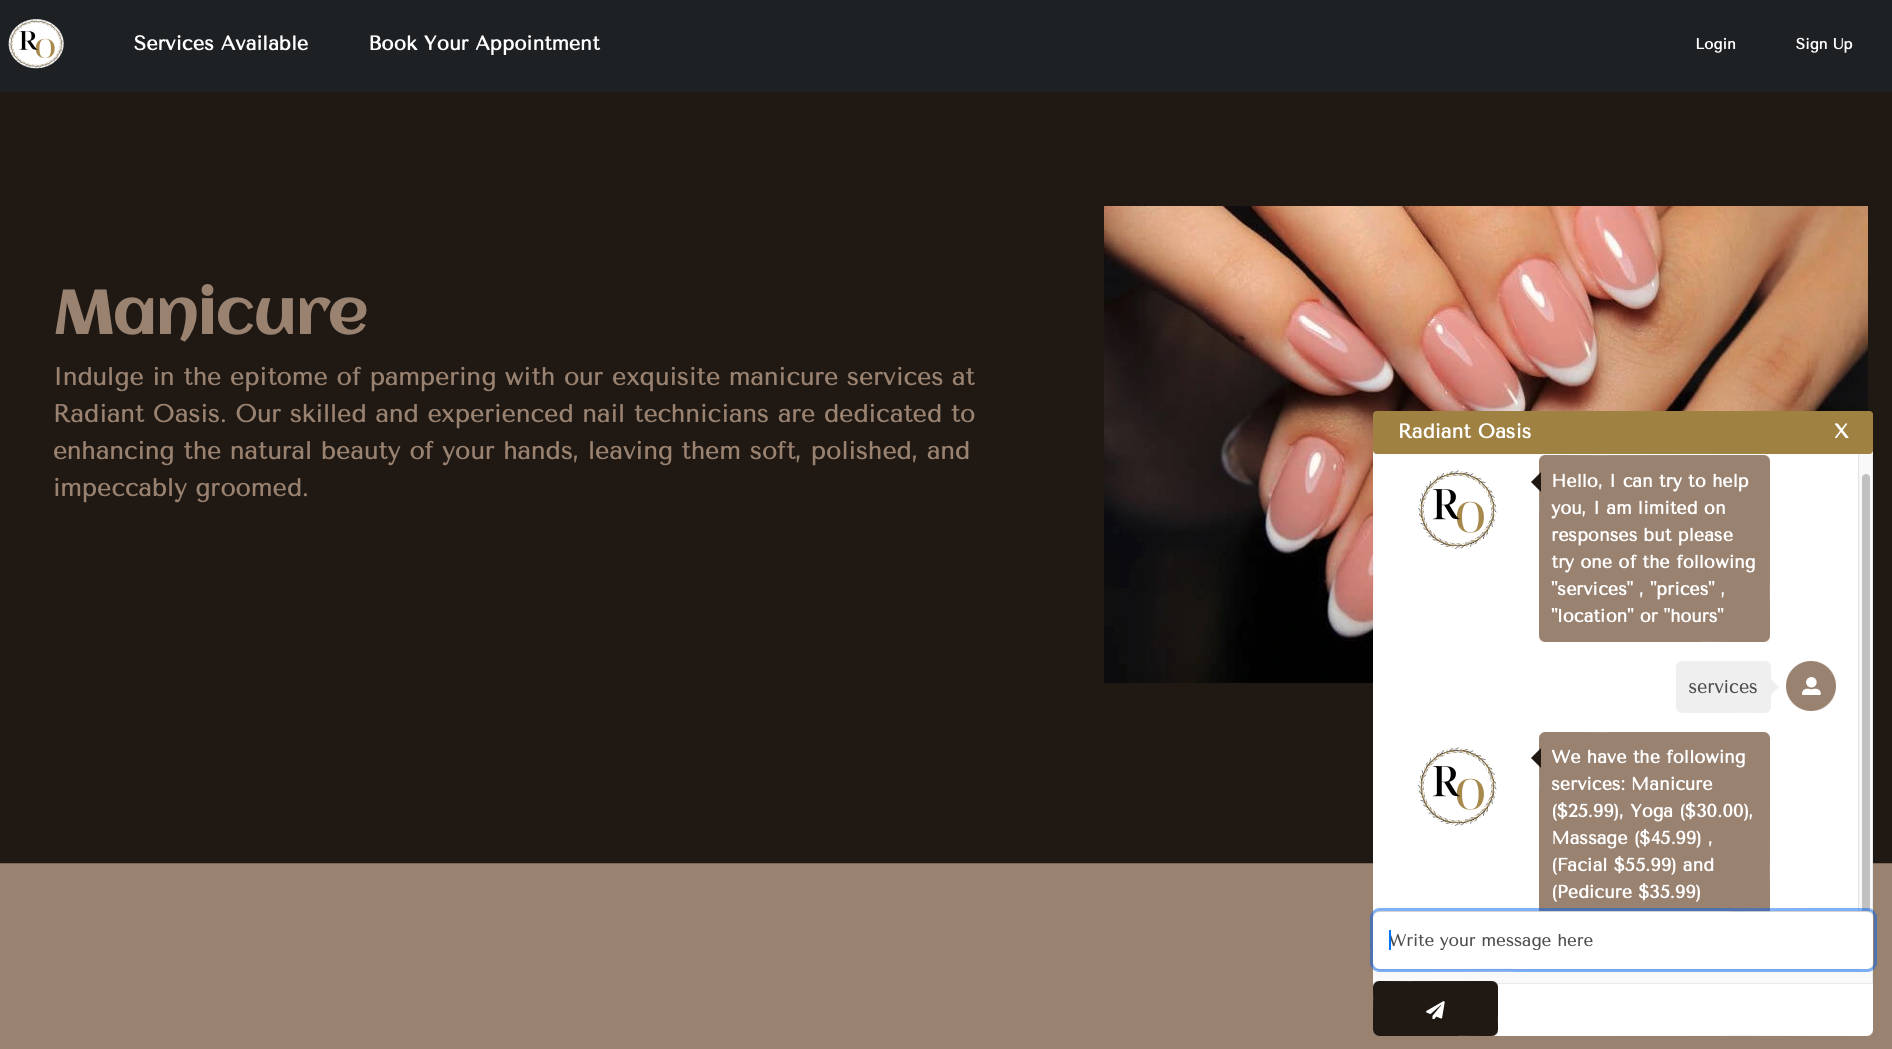 RO
Services Available
Book Your Appointment
Login
Sign Up
Manicure
Indulge in the epitome of pampering with our exquisite manicure services at
Radiant Oasis. Our skilled and experienced nail technicians are dedicated to
enhancing the natural beauty of your hands, leaving them soft, polished, and
impeccably groomed.
Radiant Oasis
X
RO
Hello, I can try to help
you, I am limited on
responses but please
try one of the following
"services" , "prices" ,
"location" or "hours"
services
RO
We have the following
services: Manicure
($25.99), Yoga ($30.00),
Massage ($45.99) ,
(Facial $55.99) and
(Pedicure $35.99)
Write your message here